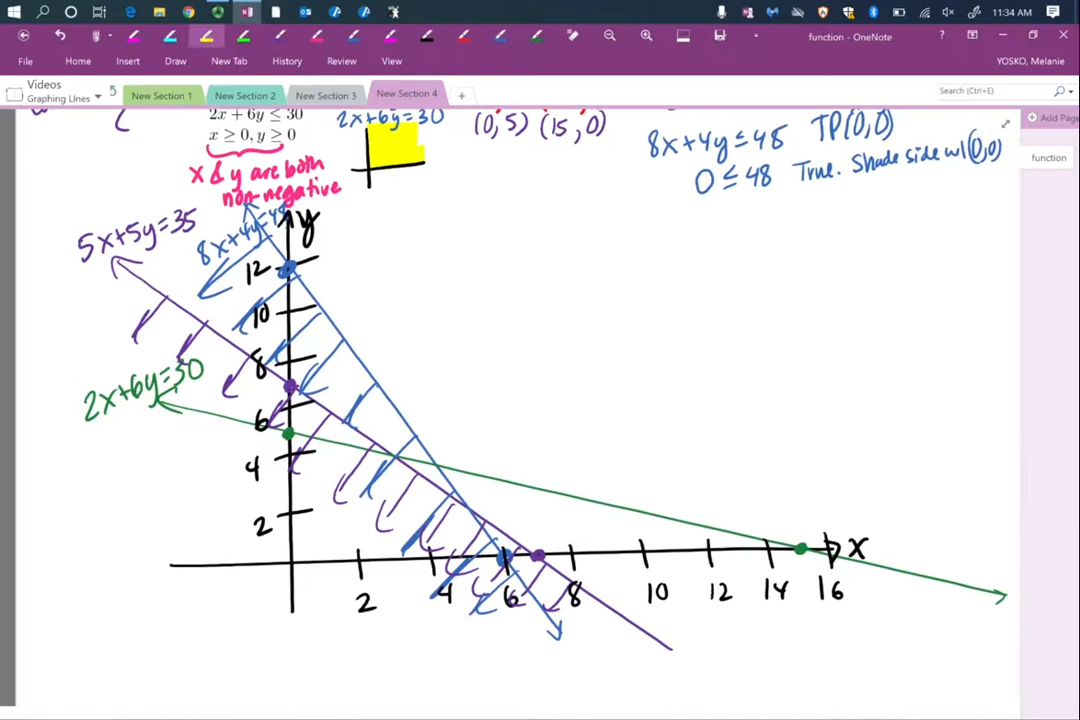 11:34 AM
function - OneNote
File Home Insert Draw New Tab History Review View
YOSKO, Melanie
Videos
Graphing Lines
5
New Section 1
New Section 2
New Section 3
New Section 4
Search (Ctrl+E)
Add Page
function
2x + 6y ≤ 30
x ≥ 0, y ≥ 0
x & y are both
non-negative
2x+6y=30
(0, 5) (15, 0)
8x+4y≤48 TP(0,0)
0≤48 True. Shade side w/(0,0)
5x+5y=35
8x+4y=48
2x+6y=30
y
12
10
8
6
4
2
x
2 4 6 8 10 12 14 16